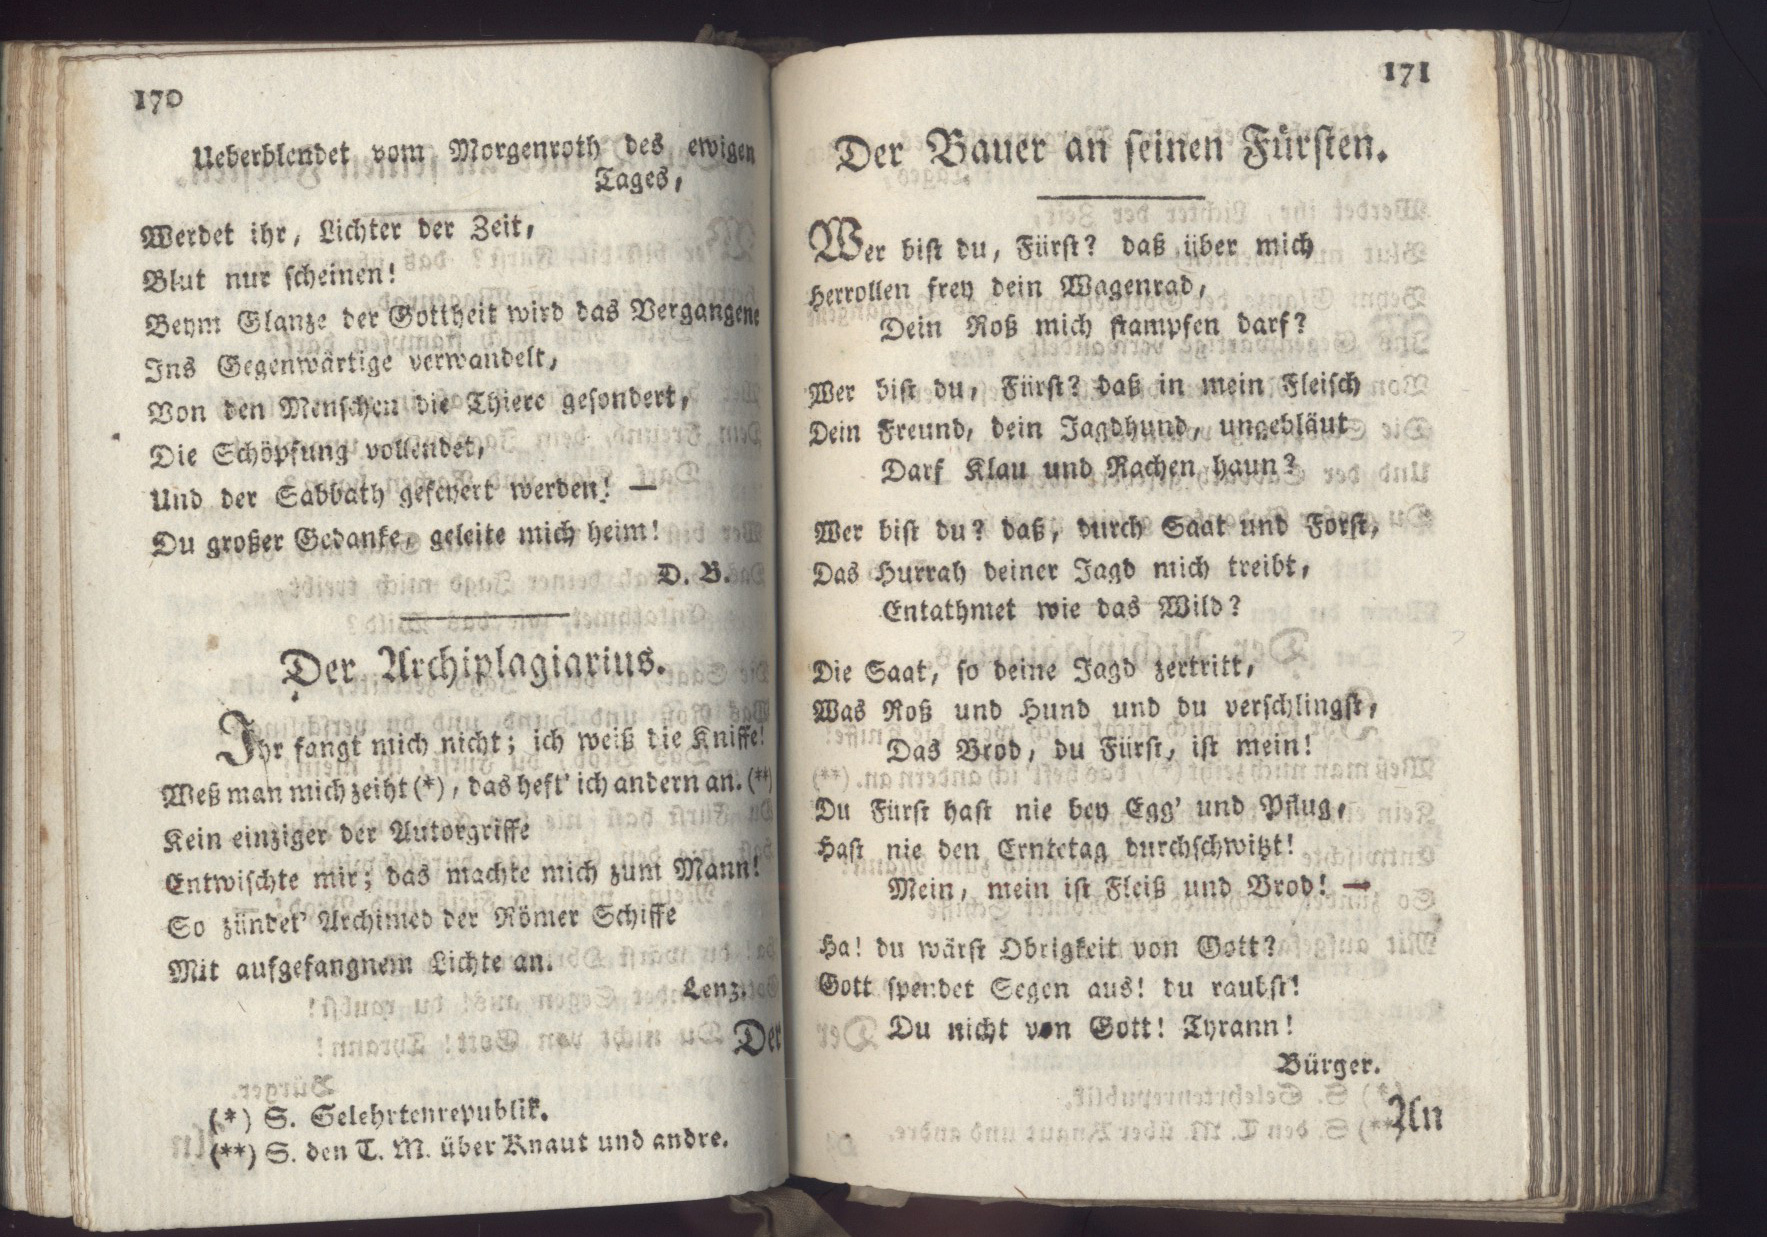 170
Ueberblendet vom Morgenroth des ewigen
Tages,
Werdet ihr, Lichter der Zeit,
Blut nur scheinen!
Beym Glanze der Gottheit wird das Vergangene
Ins Gegenwärtige verwandelt,
Von den Menschen die Thiere gesondert,
Die Schöpfung vollendet,
Und der Sabbath gefeyert werden! —
Du großer Gedanke, geleite mich heim!
D. B.
Der Archiplagiarius.
Ihr fangt mich nicht; ich weiß die Kniffe!
Weß man mich zeiht (*), das heft' ich andern an. (**)
Kein einziger der Autorgriffe
Entwischte mir; das machte mich zum Mann!
So zündet' Archimed der Römer Schiffe
Mit aufgefangnem Lichte an.
Lenz.
Der
(*) S. Gelehrtenrepublik.
(**) S. den T. M. über Knaut und andre.
171
Der Bauer an seinen Fürsten.
Wer bist du, Fürst? daß über mich
Herrollen frey dein Wagenrad,
Dein Roß mich stampfen darf?
Wer bist du, Fürst? daß in mein Fleisch
Dein Freund, dein Jagdhund, ungebläut
Darf Klau und Rachen haun?
Wer bist du? daß, durch Saat und Forst,
Das Hurrah deiner Jagd mich treibt,
Entathmet wie das Wild?
Die Saat, so deine Jagd zertritt,
Was Roß und Hund und du verschlingst,
Das Brod, du Fürst, ist mein!
Du Fürst hast nie bey Egg' und Pflug,
Hast nie den Erntetag durchschwitzt!
Mein, mein ist Fleiß und Brod! —
Ha! du wärst Obrigkeit von Gott?
Gott spendet Segen aus! du raubst!
Du nicht von Gott! Tyrann!
Bürger.
An